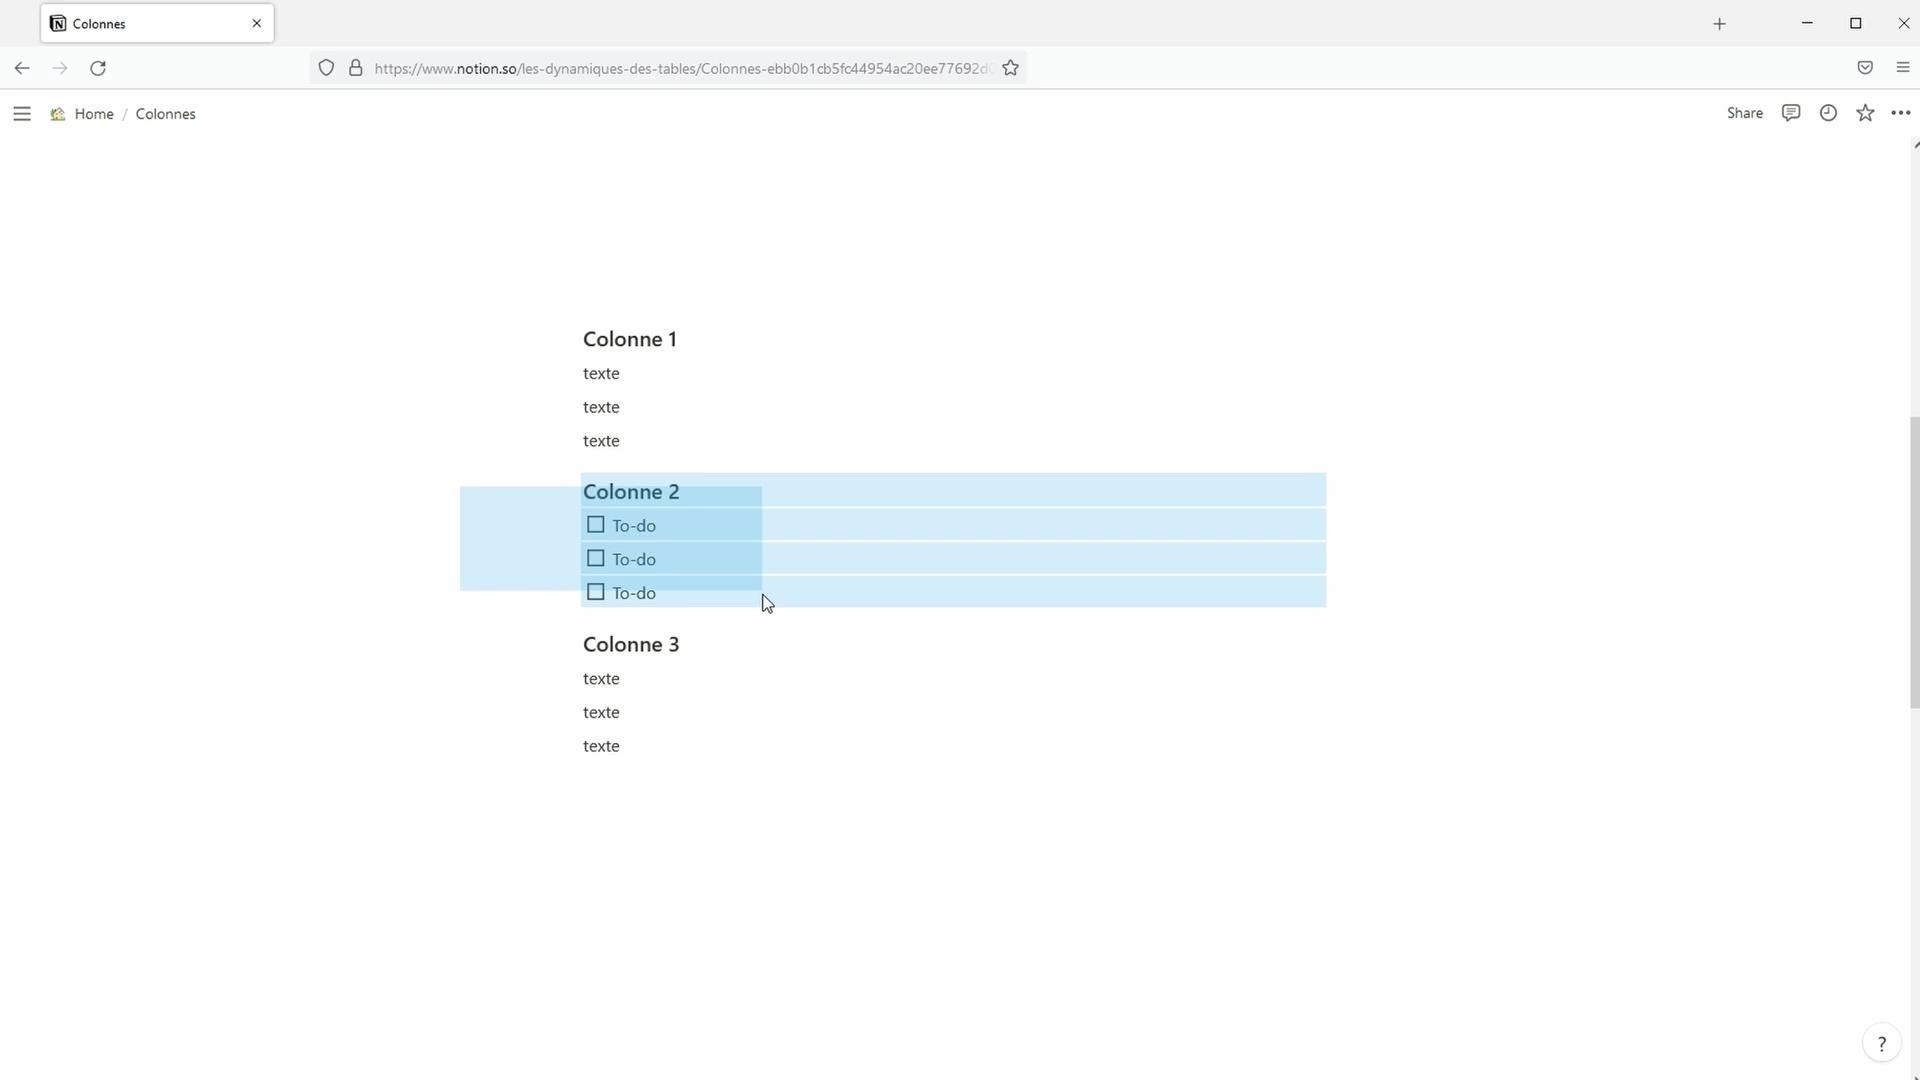 Colonnes
https://www.notion.so/les-dynamiques-des-tables/Colonnes-ebb0b1cb5fc44954ac20ee77692d
Home / Colonnes
Share
Colonne 1
texte
texte
texte
Colonne 2
To-do
To-do
To-do
Colonne 3
texte
texte
texte
?